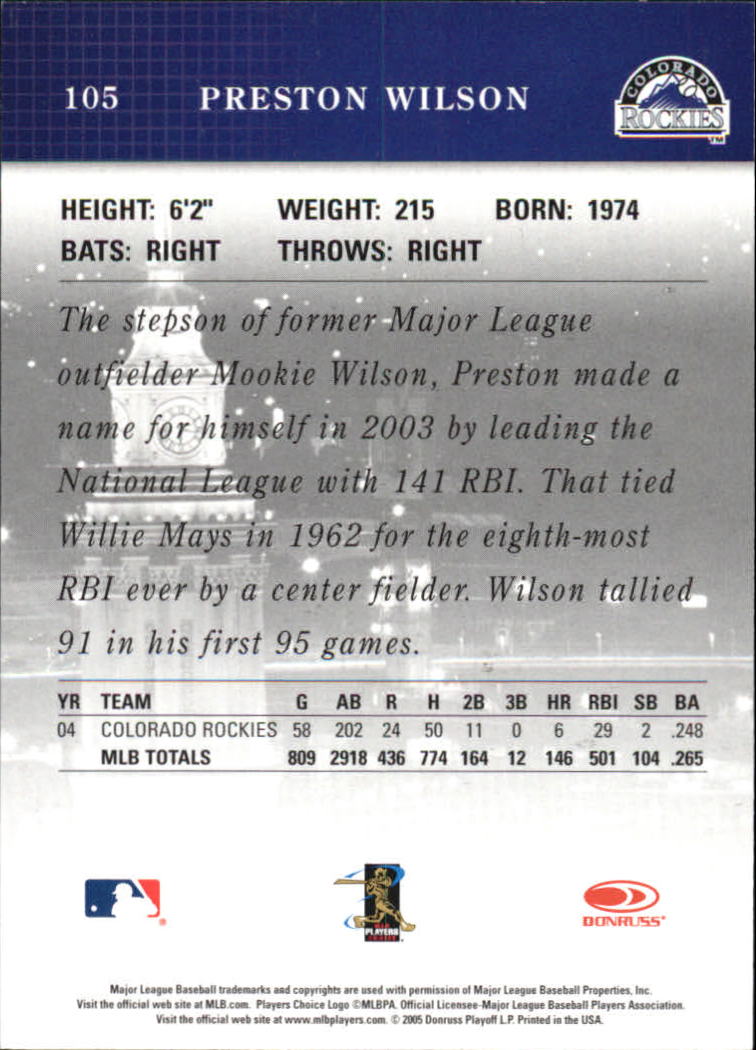 105 PRESTON WILSON
COLORADO
ROCKIES
TM
HEIGHT: 6'2" WEIGHT: 215 BORN: 1974
BATS: RIGHT THROWS: RIGHT
The stepson of former Major League
outfielder Mookie Wilson, Preston made a
name for himself in 2003 by leading the
National League with 141 RBI. That tied
Willie Mays in 1962 for the eighth-most
RBI ever by a center fielder. Wilson tallied
91 in his first 95 games.
YR TEAM G AB R H 2B 3B HR RBI SB BA
04 COLORADO ROCKIES 58 202 24 50 11 0 6 29 2 .248
MLB TOTALS 809 2918 436 774 164 12 146 501 104 .265
PLAYERS
DONRUSS
Major League Baseball trademarks and copyrights are used with permission of Major League Baseball Properties, Inc.
Visit the official web site at MLB.com. Players Choice Logo ©MLBPA. Official Licensee-Major League Baseball Players Association.
Visit the official web site at www.mlbplayers.com. © 2005 Donruss Playoff L.P. Printed in the USA.